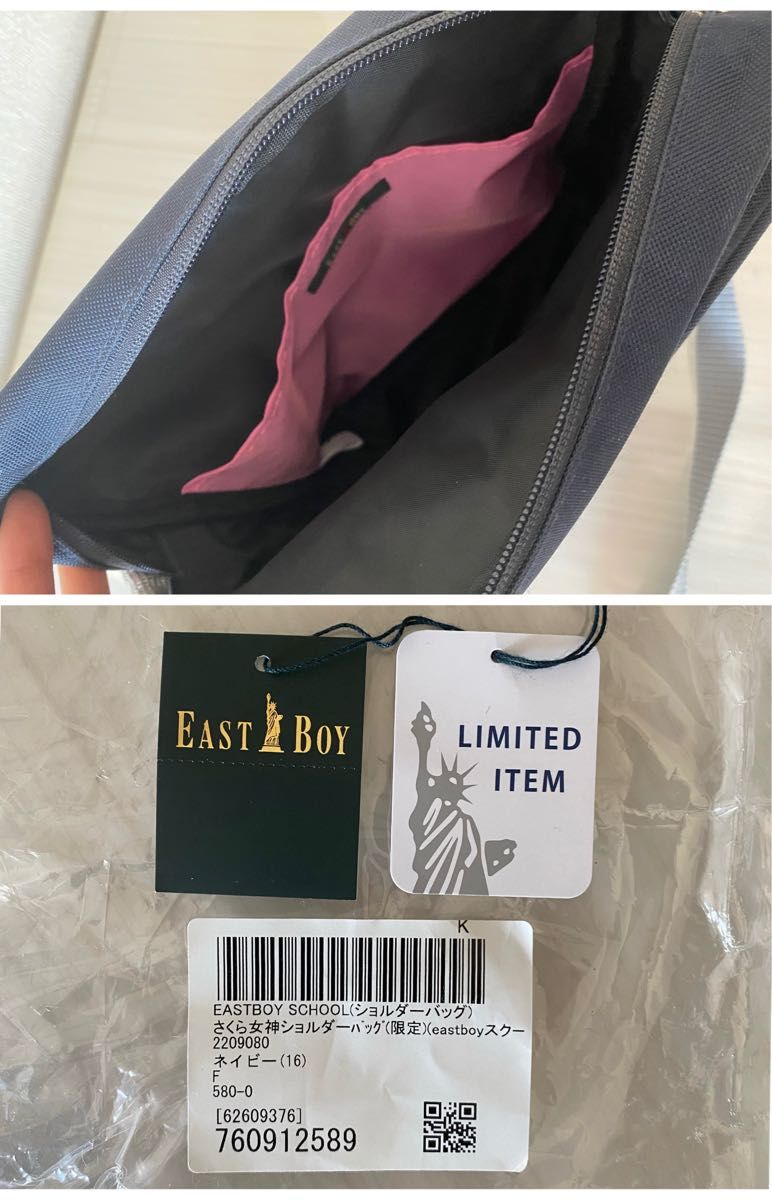 EAST BOY
EAST BOY
LIMITED
ITEM
K
EASTBOY SCHOOL(ショルダーバッグ)
さくら女神ショルダーバッグ(限定)(eastboyスクー
2209080
ネイビー(16)
F
580-0
[62609376]
760912589